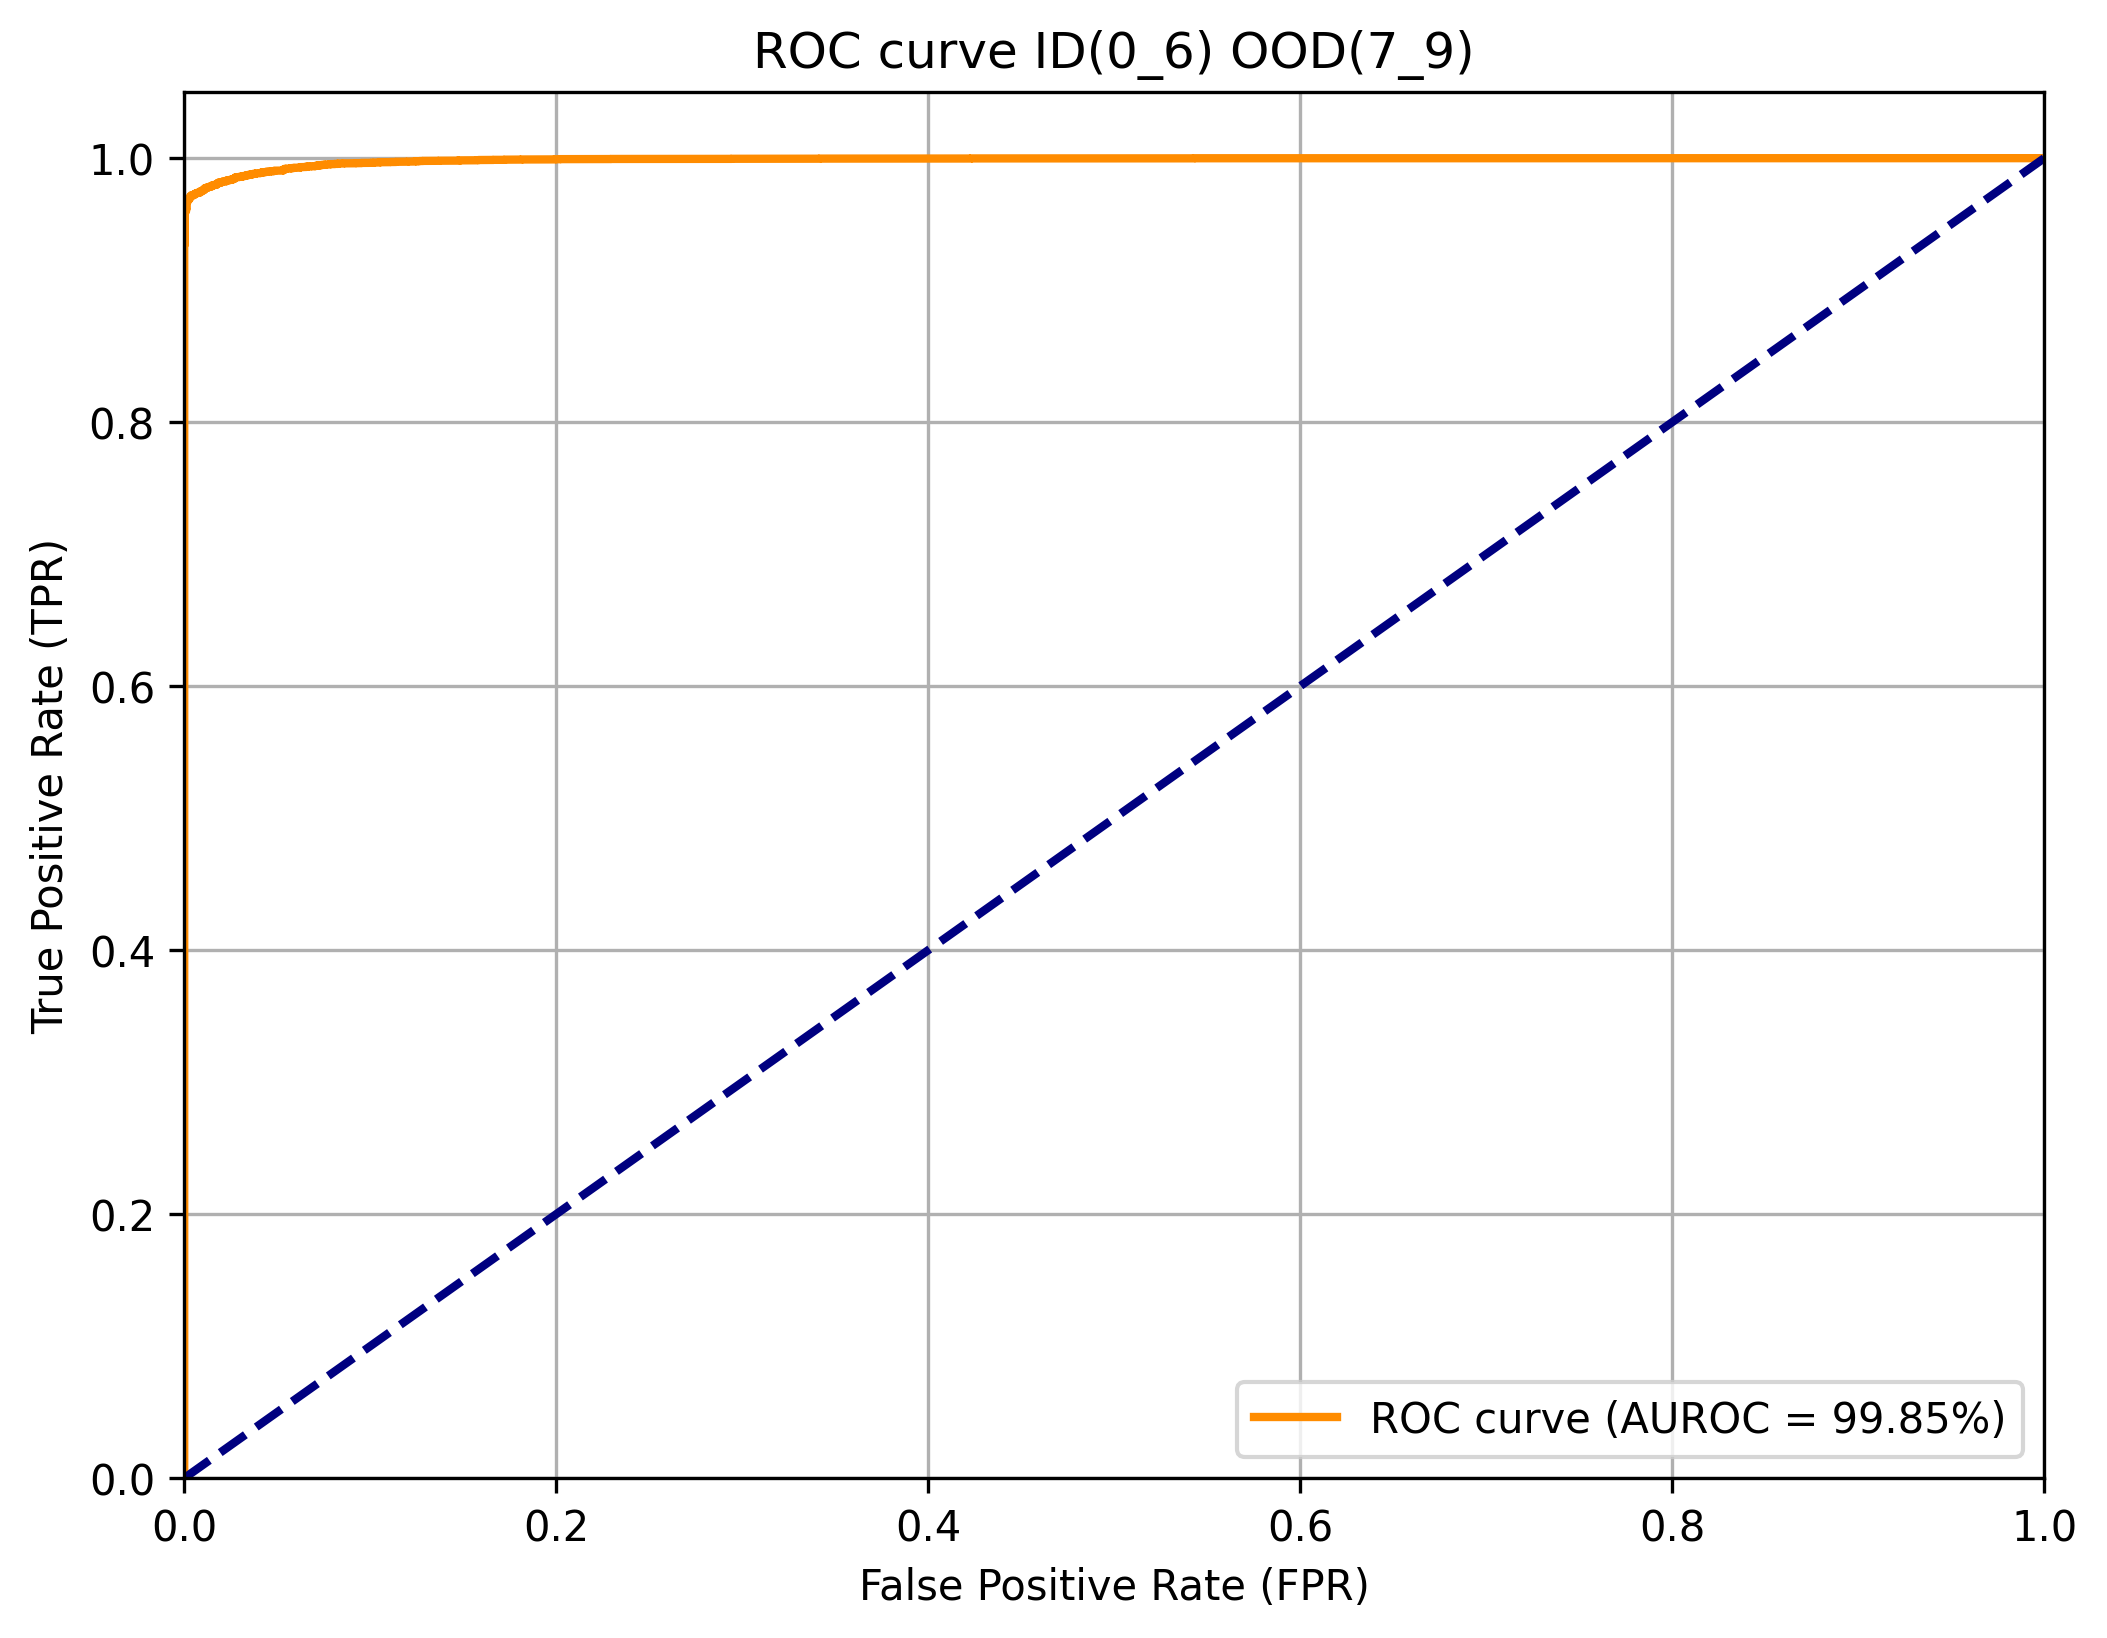 ROC curve ID(0_6) OOD(7_9)
True Positive Rate (TPR)
1.0
0.8
0.6
0.4
0.2
0.0
0.0 0.2 0.4 0.6 0.8 1.0
False Positive Rate (FPR)
ROC curve (AUROC = 99.85%)